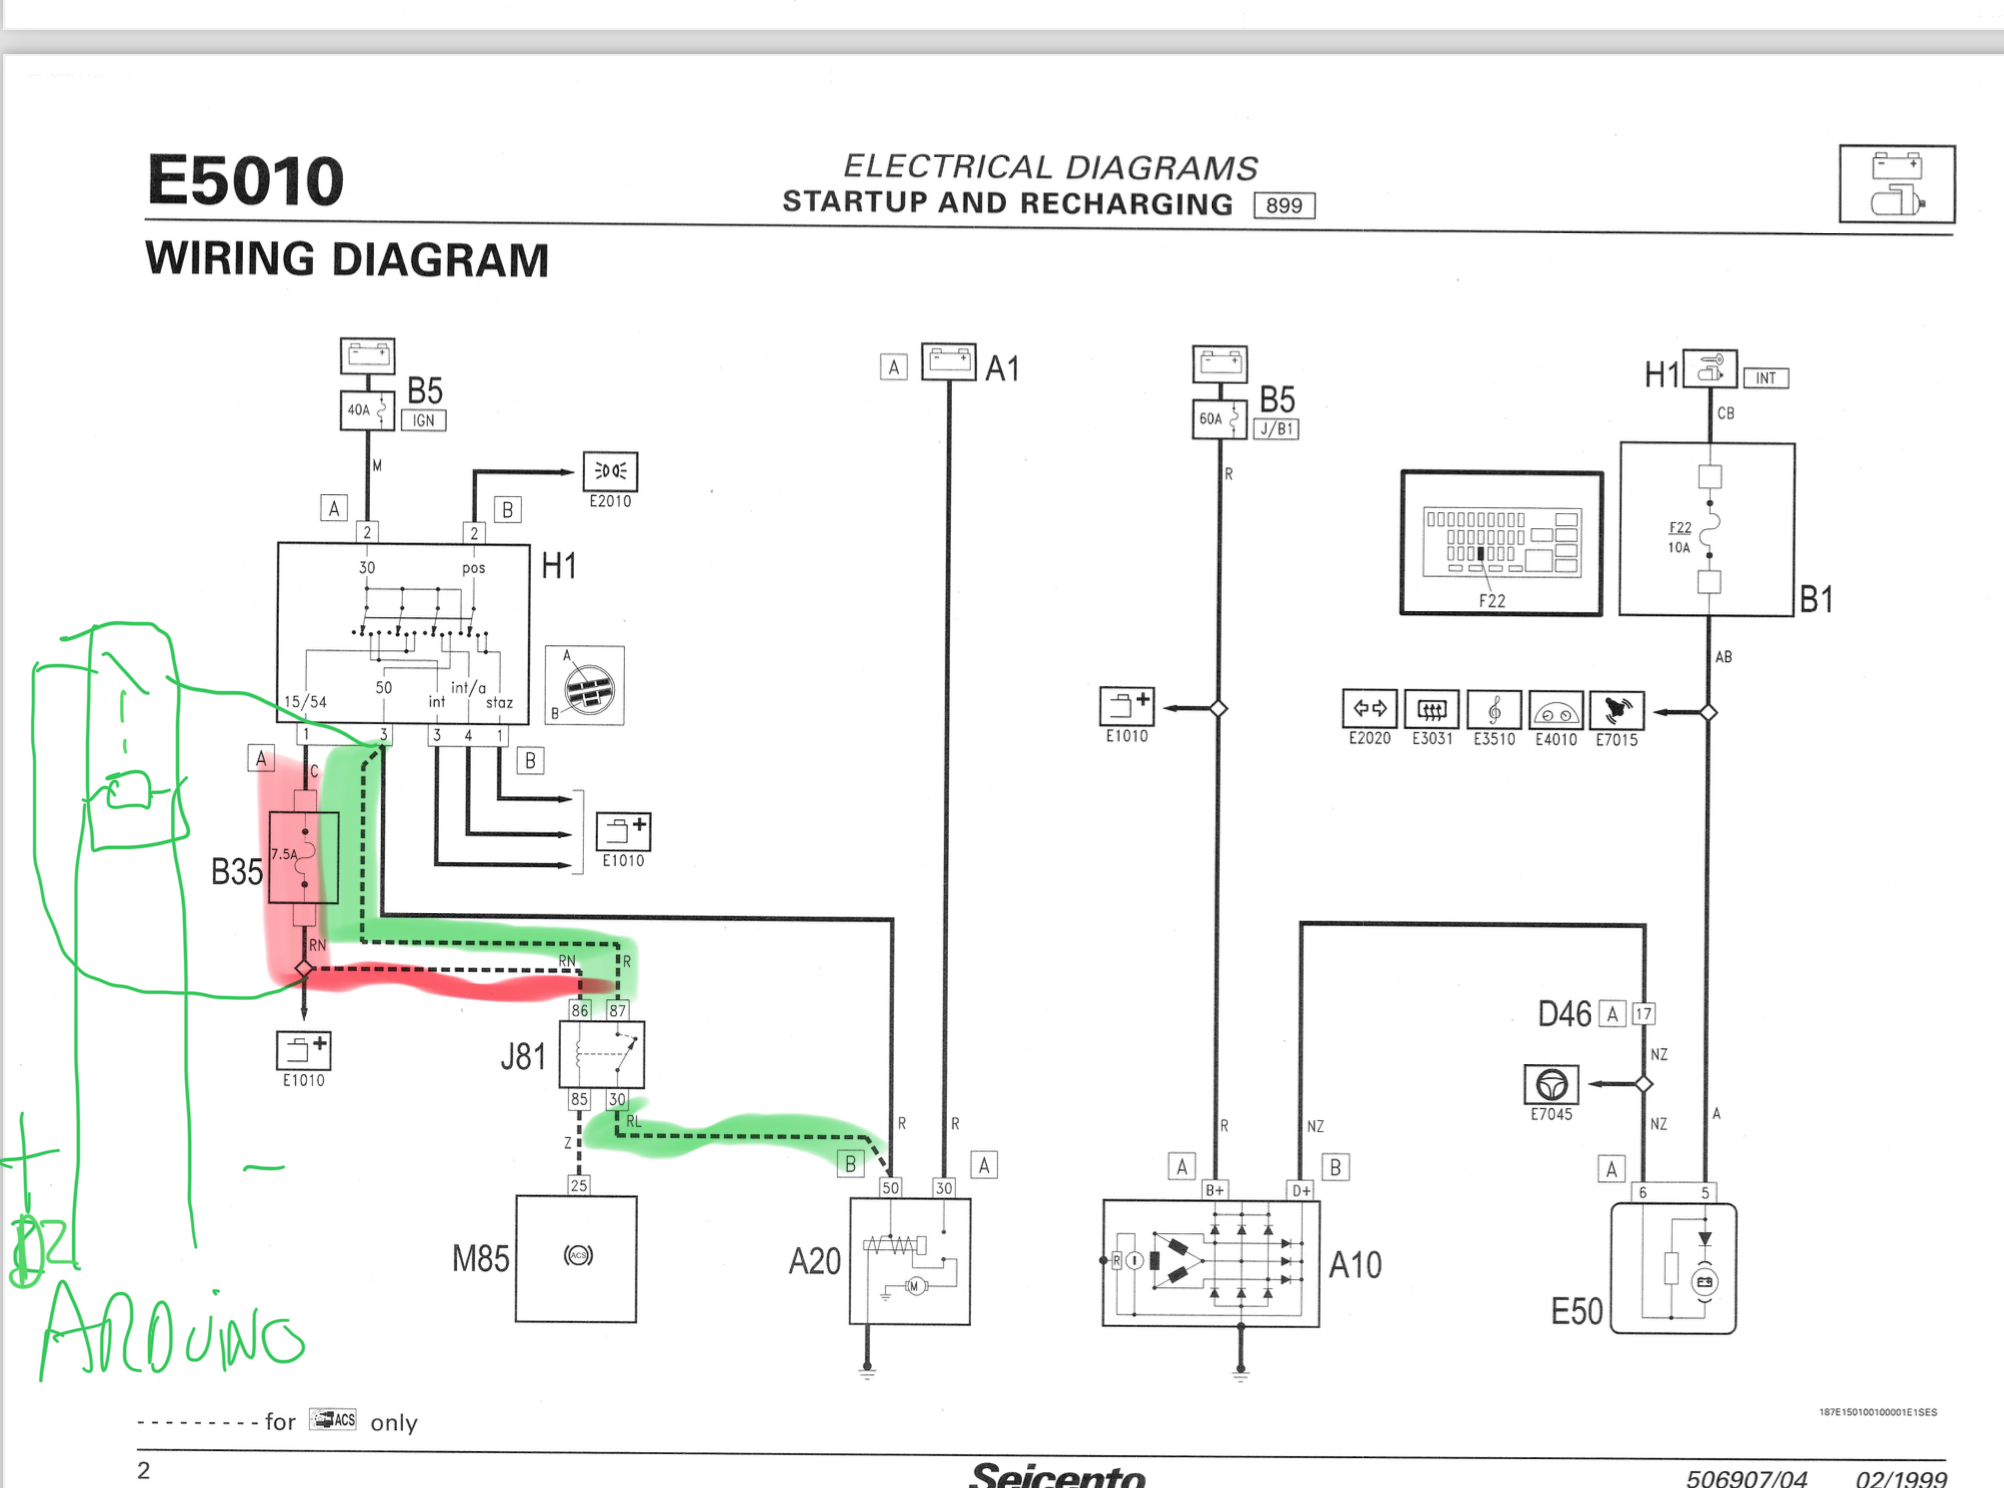 E5010
ELECTRICAL DIAGRAMS
STARTUP AND RECHARGING 899
WIRING DIAGRAM
B5
40A
IGN
M
A
B
2
2
E2010
H1
30
pos
50
15/54
int
int/a
staz
A
B
1
3
3
4
1
A
B
C
7.5A
B35
E1010
RN
RN
R
86
87
J81
85
30
RL
Z
25
M85
ACS
E1010
A
A1
R
R
B
A
50
30
A20
M
B5
60A
J/B1
R
E1010
R
NZ
A
B
B+
D+
R
A10
H1
INT
CB
F22
10A
F22
B1
AB
E2020
E3031
E3510
E4010
E7015
D46
A
17
NZ
E7045
NZ
A
A
6
5
E50
+
-
D2
ARDUiNO
- - - - - - - - for ACS only
187E150100100001E1SES
2
Seicento
506907/04
02/1999